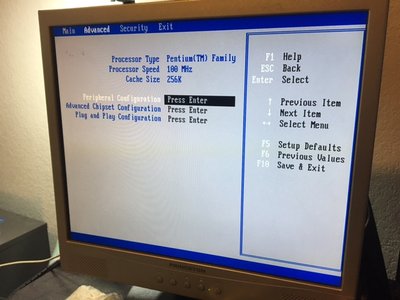 Main Advanced Security Exit
Processor Type Pentium(TM) Family
Processor Speed 100 MHz
Cache Size 256K
Peripheral Configuration Press Enter
Advanced Chipset Configuration Press Enter
Plug and Play Configuration Press Enter
F1 Help
ESC Back
Enter Select
↑ Previous Item
↓ Next Item
↔ Select Menu
F5 Setup Defaults
F6 Previous Values
F10 Save & Exit